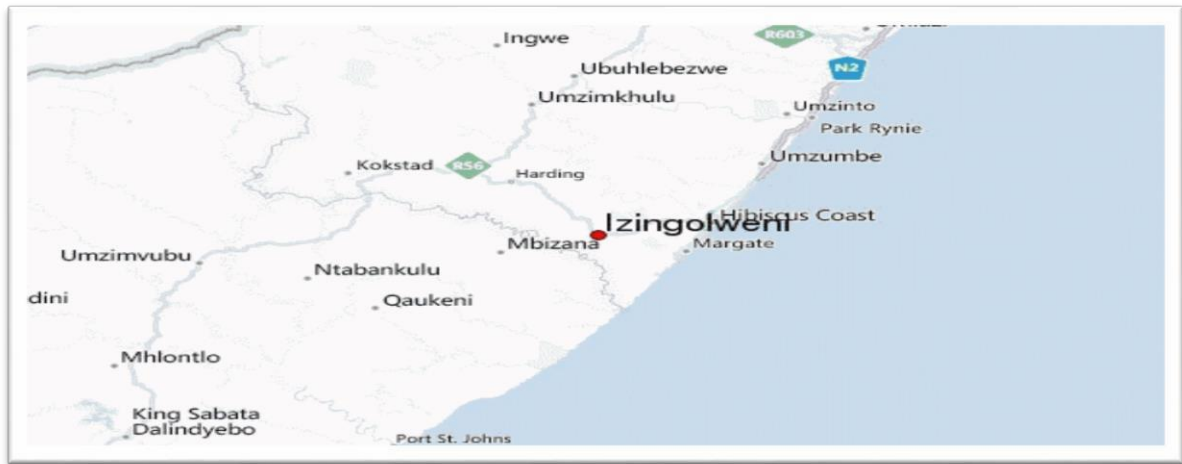 Ingwe
R603
Ubuhlebezwe
N2
Umzimkhulu
Umzinto
Park Rynie
Kokstad
R56
Harding
Umzumbe
Izingolweni
Hibiscus Coast
Mbizana
Margate
Umzimvubu
Ntabankulu
dini
Qaukeni
Mhlontlo
King Sabata
Dalindyebo
Port St. Johns